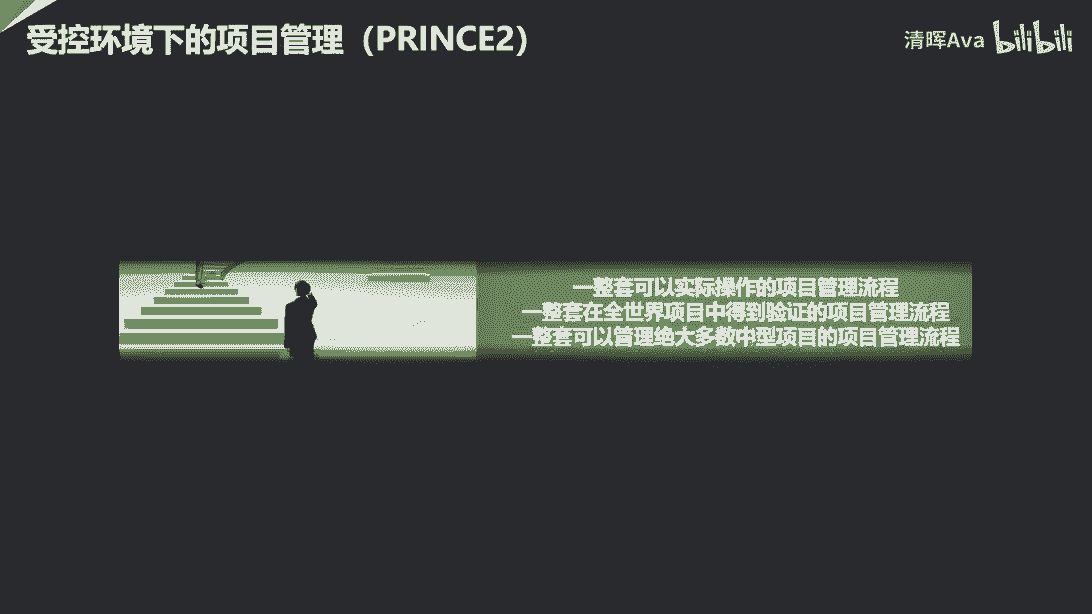 受控环境下的项目管理（PRINCE2）
清晖Ava bilibili
一整套可以实际操作的项目管理流程
一整套在全世界项目中得到验证的项目管理流程
一整套可以管理绝大多数中型项目的项目管理流程